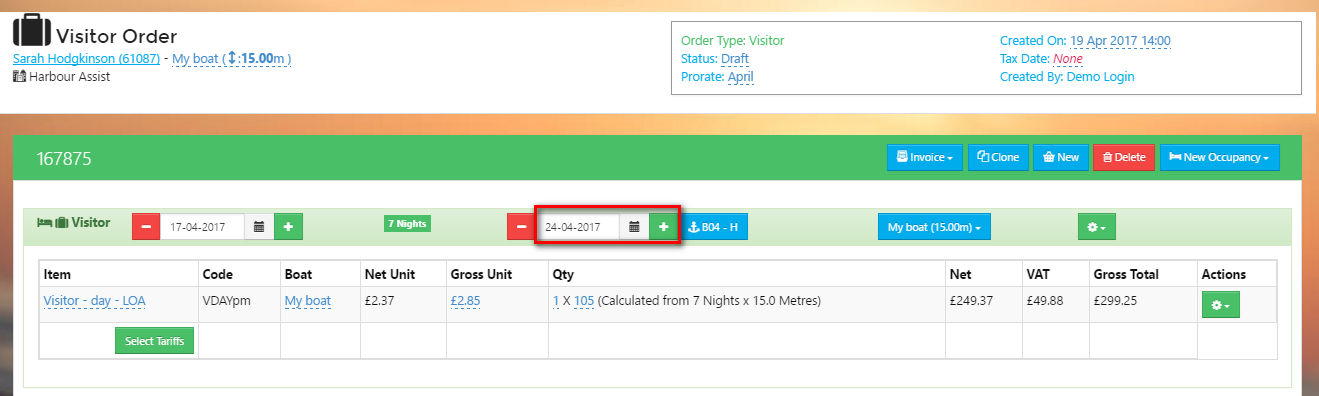 Visitor Order
Sarah Hodgkinson (61087) - My boat (↕:15.00m )
Harbour Assist
Order Type: Visitor
Status: Draft
Prorate: April
Created On: 19 Apr 2017 14:00
Tax Date: None
Created By: Demo Login
167875
Invoice
Clone
New
Delete
New Occupancy
Visitor
17-04-2017
7 Nights
24-04-2017
B04 - H
My boat (15.00m)
Item Code Boat Net Unit Gross Unit Qty Net VAT Gross Total Actions
Visitor - day - LOA VDAYpm My boat £2.37 £2.85 1 X 105 (Calculated from 7 Nights x 15.0 Metres) £249.37 £49.88 £299.25
Select Tariffs